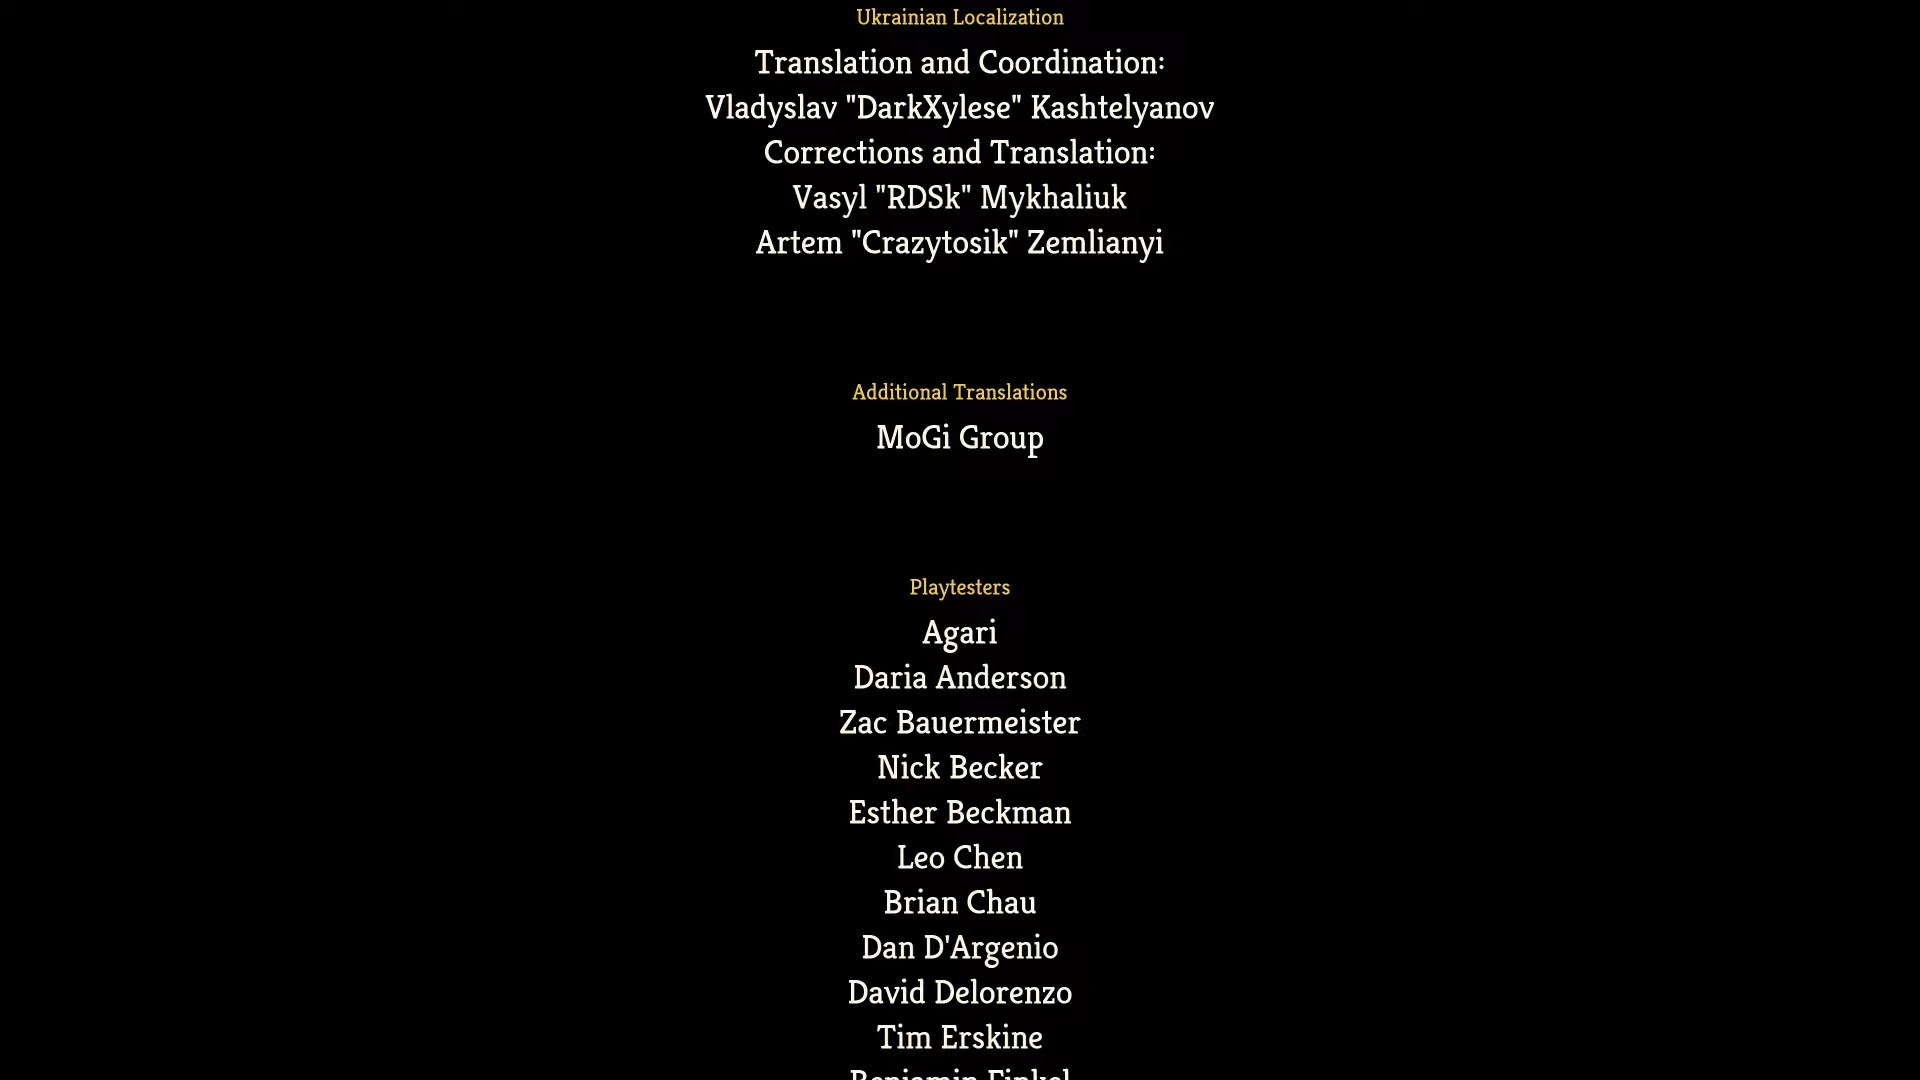 Ukrainian Localization
Translation and Coordination:
Vladyslav "DarkXylese" Kashtelyanov
Corrections and Translation:
Vasyl "RDSk" Mykhaliuk
Artem "Crazytosik" Zemlianyi
Additional Translations
MoGi Group
Playtesters
Agari
Daria Anderson
Zac Bauermeister
Nick Becker
Esther Beckman
Leo Chen
Brian Chau
Dan D'Argenio
David Delorenzo
Tim Erskine
Benjamin Finkel